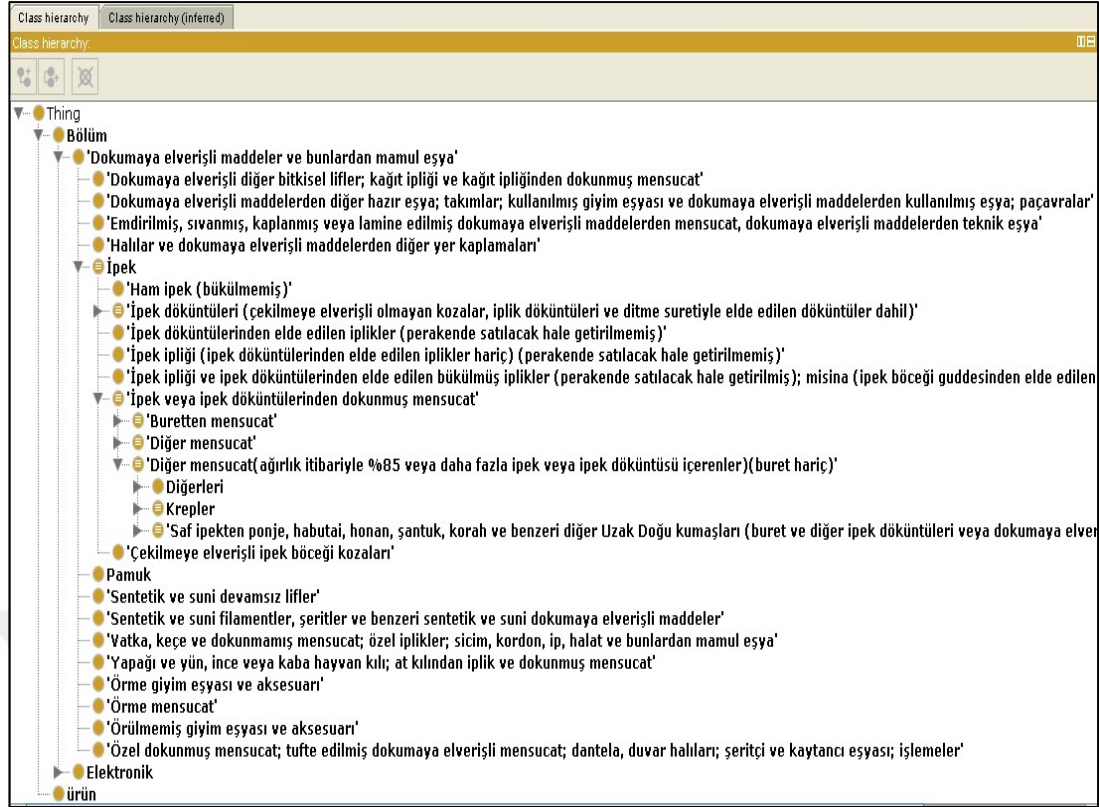 Class hierarchy Class hierarchy (inferred)
Class hierarchy:
Thing
Bölüm
'Dokumaya elverişli maddeler ve bunlardan mamul eşya'
'Dokumaya elverişli diğer bitkisel lifler; kağıt ipliği ve kağıt ipliğinden dokunmuş mensucat'
'Dokumaya elverişli maddelerden diğer hazır eşya; takımlar; kullanılmış giyim eşyası ve dokumaya elverişli maddelerden kullanılmış eşya; paçavralar'
'Emdirilmiş, sıvanmış, kaplanmış veya lamine edilmiş dokumaya elverişli maddelerden mensucat, dokumaya elverişli maddelerden teknik eşya'
'Halılar ve dokumaya elverişli maddelerden diğer yer kaplamaları'
İpek
'Ham ipek (bükülmemiş)'
'İpek döküntüleri (çekilmeye elverişli olmayan kozalar, iplik döküntüleri ve ditme suretiyle elde edilen döküntüler dahil)'
'İpek döküntülerinden elde edilen iplikler (perakende satılacak hale getirilmemiş)'
'İpek ipliği (ipek döküntülerinden elde edilen iplikler hariç) (perakende satılacak hale getirilmemiş)'
'İpek ipliği ve ipek döküntülerinden elde edilen bükülmüş iplikler (perakende satılacak hale getirilmiş); misina (ipek böceği guddesinden elde edilen
'İpek veya ipek döküntülerinden dokunmuş mensucat'
'Buretten mensucat'
'Diğer mensucat'
'Diğer mensucat(ağırlık itibariyle %85 veya daha fazla ipek veya ipek döküntüsü içerenler)(buret hariç)'
Diğerleri
Krepler
'Saf ipekten ponje, habutai, honan, şantuk, korah ve benzeri diğer Uzak Doğu kumaşları (buret ve diğer ipek döküntüleri veya dokumaya elver
'Çekilmeye elverişli ipek böceği kozaları'
Pamuk
'Sentetik ve suni devamsız lifler'
'Sentetik ve suni filamentler, şeritler ve benzeri sentetik ve suni dokumaya elverişli maddeler'
'Vatka, keçe ve dokunmamış mensucat; özel iplikler; sicim, kordon, ip, halat ve bunlardan mamul eşya'
'Yapağı ve yün, ince veya kaba hayvan kılı; at kılından iplik ve dokunmuş mensucat'
'Örme giyim eşyası ve aksesuarı'
'Örme mensucat'
'Örülmemiş giyim eşyası ve aksesuarı'
'Özel dokunmuş mensucat; tufte edilmiş dokumaya elverişli mensucat; dantela, duvar halıları; şeritçi ve kaytancı eşyası; işlemeler'
Elektronik
ürün